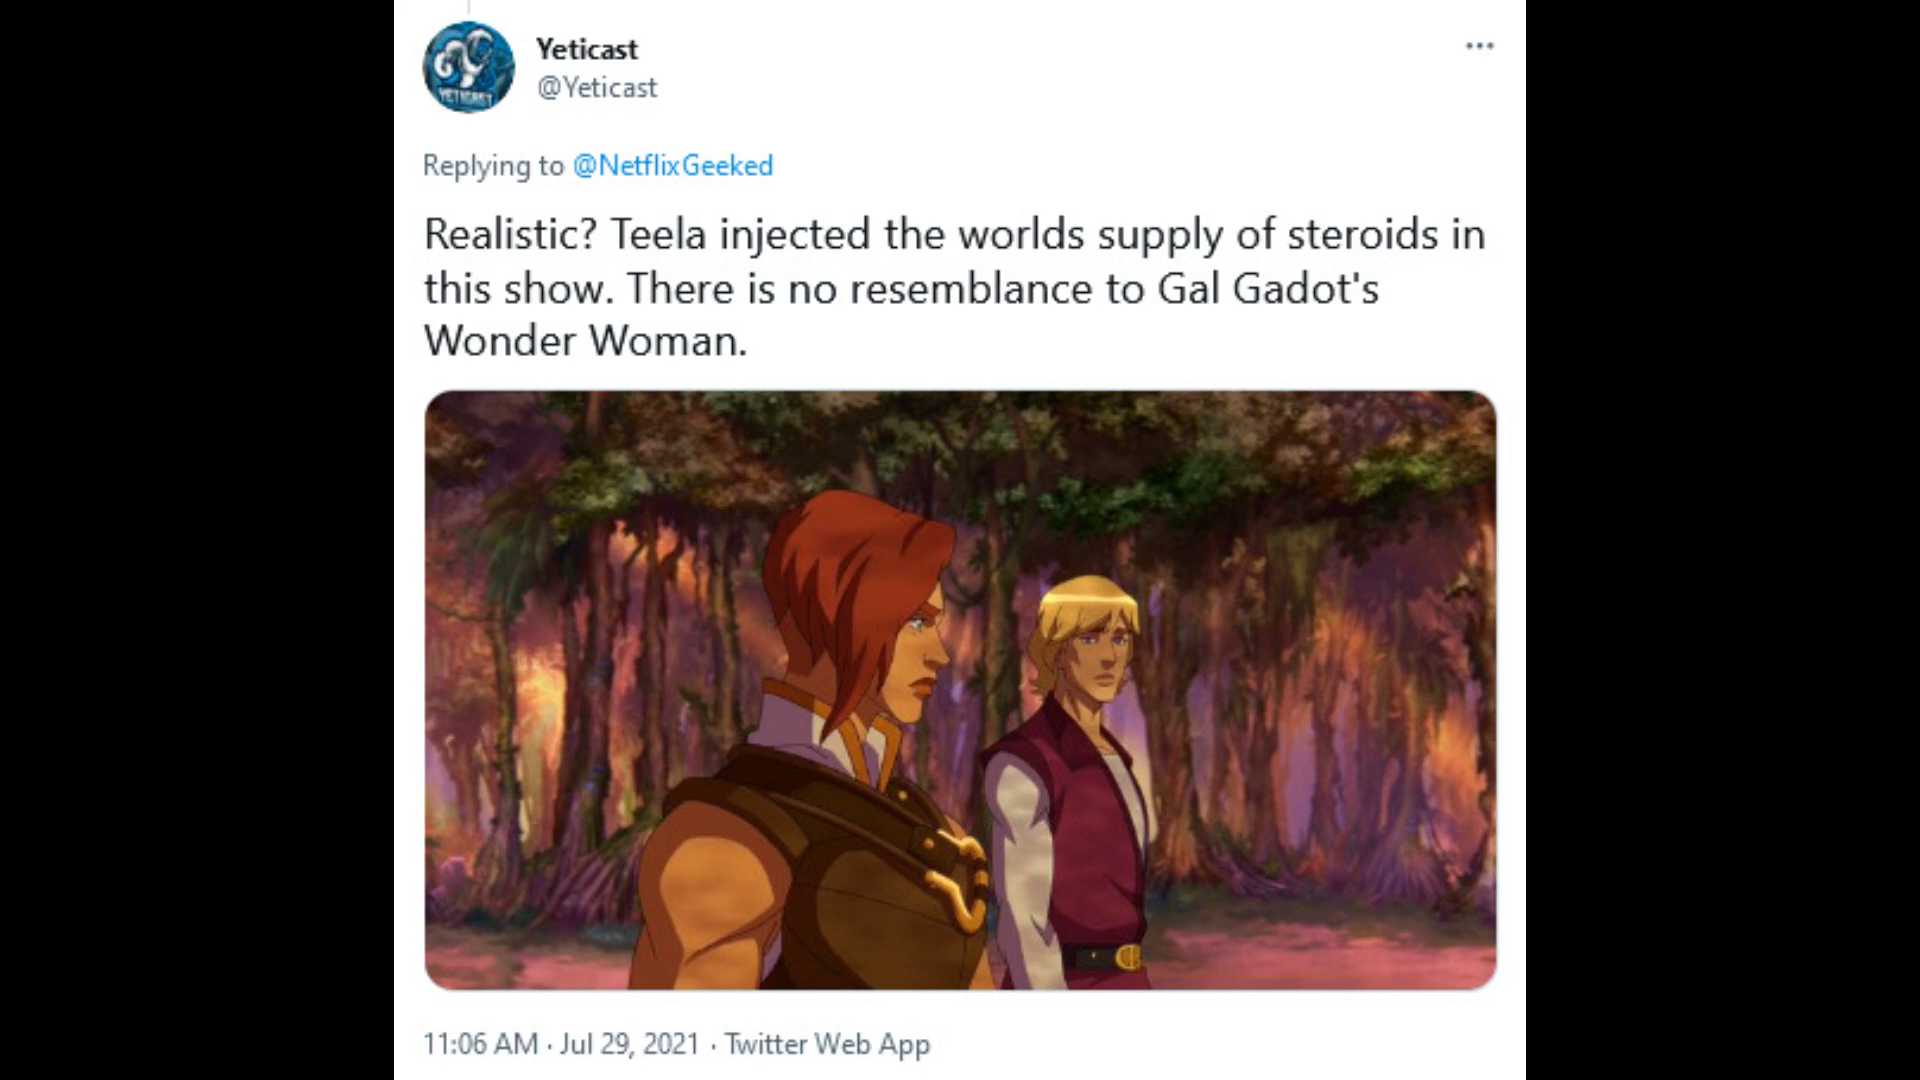 Yeticast
@Yeticast
YETICAST
Replying to @NetflixGeeked
Realistic? Teela injected the worlds supply of steroids in
this show. There is no resemblance to Gal Gadot's
Wonder Woman.
11:06 AM · Jul 29, 2021 · Twitter Web App